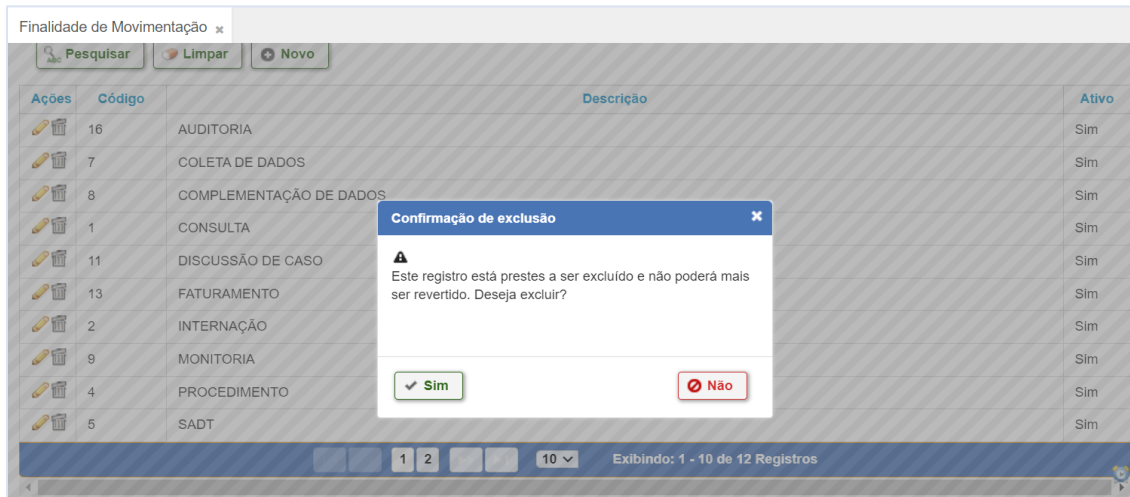 Finalidade de Movimentação
Pesquisar Limpar Novo
Ações Código Descrição Ativo
16 AUDITORIA Sim
7 COLETA DE DADOS Sim
8 COMPLEMENTAÇÃO DE DADOS Sim
1 CONSULTA Sim
11 DISCUSSÃO DE CASO Sim
13 FATURAMENTO Sim
2 INTERNAÇÃO Sim
9 MONITORIA Sim
4 PROCEDIMENTO Sim
5 SADT Sim
Confirmação de exclusão
Este registro está prestes a ser excluído e não poderá mais
ser revertido. Deseja excluir?
Sim Não
1 2 10 Exibindo: 1 - 10 de 12 Registros